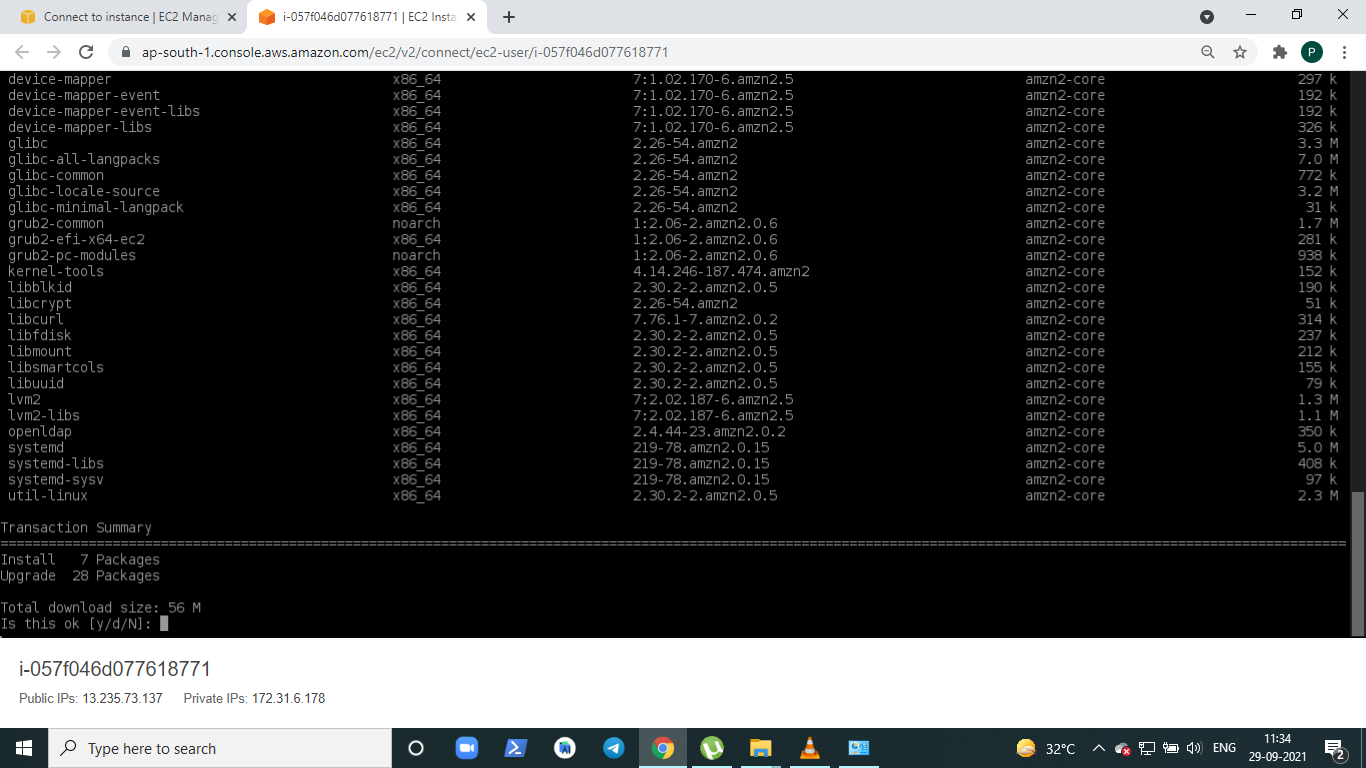 Connect to instance | EC2 Manag
i-057f046d077618771 | EC2 Insta
ap-south-1.console.aws.amazon.com/ec2/v2/connect/ec2-user/i-057f046d077618771
P
device-mapper x86_64 7:1.02.170-6.amzn2.5 amzn2-core 297 k
device-mapper-event x86_64 7:1.02.170-6.amzn2.5 amzn2-core 192 k
device-mapper-event-libs x86_64 7:1.02.170-6.amzn2.5 amzn2-core 192 k
device-mapper-libs x86_64 7:1.02.170-6.amzn2.5 amzn2-core 326 k
glibc x86_64 2.26-54.amzn2 amzn2-core 3.3 M
glibc-all-langpacks x86_64 2.26-54.amzn2 amzn2-core 7.0 M
glibc-common x86_64 2.26-54.amzn2 amzn2-core 772 k
glibc-locale-source x86_64 2.26-54.amzn2 amzn2-core 3.2 M
glibc-minimal-langpack x86_64 2.26-54.amzn2 amzn2-core 31 k
grub2-common noarch 1:2.06-2.amzn2.0.6 amzn2-core 1.7 M
grub2-efi-x64-ec2 x86_64 1:2.06-2.amzn2.0.6 amzn2-core 281 k
grub2-pc-modules noarch 1:2.06-2.amzn2.0.6 amzn2-core 938 k
kernel-tools x86_64 4.14.246-187.474.amzn2 amzn2-core 152 k
libblkid x86_64 2.30.2-2.amzn2.0.5 amzn2-core 190 k
libcrypt x86_64 2.26-54.amzn2 amzn2-core 51 k
libcurl x86_64 7.76.1-7.amzn2.0.2 amzn2-core 314 k
libfdisk x86_64 2.30.2-2.amzn2.0.5 amzn2-core 237 k
libmount x86_64 2.30.2-2.amzn2.0.5 amzn2-core 212 k
libsmartcols x86_64 2.30.2-2.amzn2.0.5 amzn2-core 155 k
libuuid x86_64 2.30.2-2.amzn2.0.5 amzn2-core 79 k
lvm2 x86_64 7:2.02.187-6.amzn2.5 amzn2-core 1.3 M
lvm2-libs x86_64 7:2.02.187-6.amzn2.5 amzn2-core 1.1 M
openldap x86_64 2.4.44-23.amzn2.0.2 amzn2-core 350 k
systemd x86_64 219-78.amzn2.0.15 amzn2-core 5.0 M
systemd-libs x86_64 219-78.amzn2.0.15 amzn2-core 408 k
systemd-sysv x86_64 219-78.amzn2.0.15 amzn2-core 97 k
util-linux x86_64 2.30.2-2.amzn2.0.5 amzn2-core 2.3 M
Transaction Summary
Install 7 Packages
Upgrade 28 Packages
Total download size: 56 M
Is this ok [y/d/N]:
i-057f046d077618771
Public IPs: 13.235.73.137 Private IPs: 172.31.6.178
Type here to search
32°C
ENG
11:34
29-09-2021
2